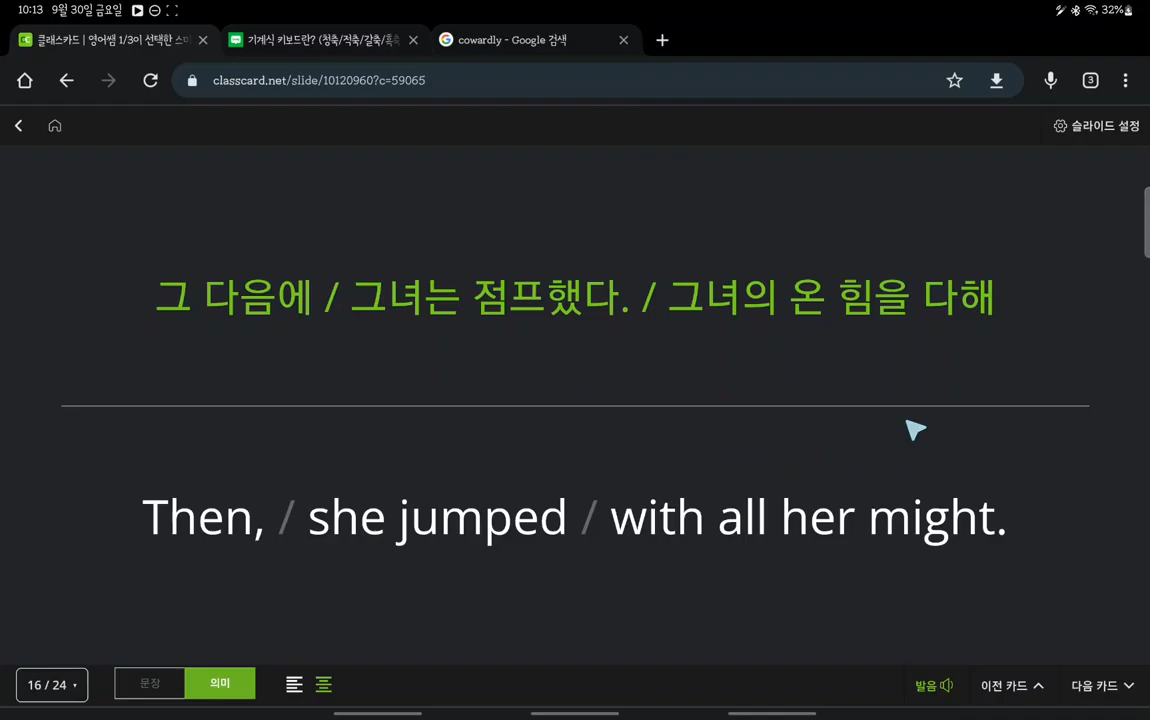 10:13 9월 30일 금요일
클래스카드 | 영어쌤 1/3이 선택한 스마
기계식 키보드란? (청축/적축/갈축/흑축
cowardly - Google 검색
classcard.net/slide/10120960?c=59065
3
32%
슬라이드 설정
그 다음에 / 그녀는 점프했다. / 그녀의 온 힘을 다해
Then, / she jumped / with all her might.
16 / 24
문장
의미
발음
이전 카드
다음 카드